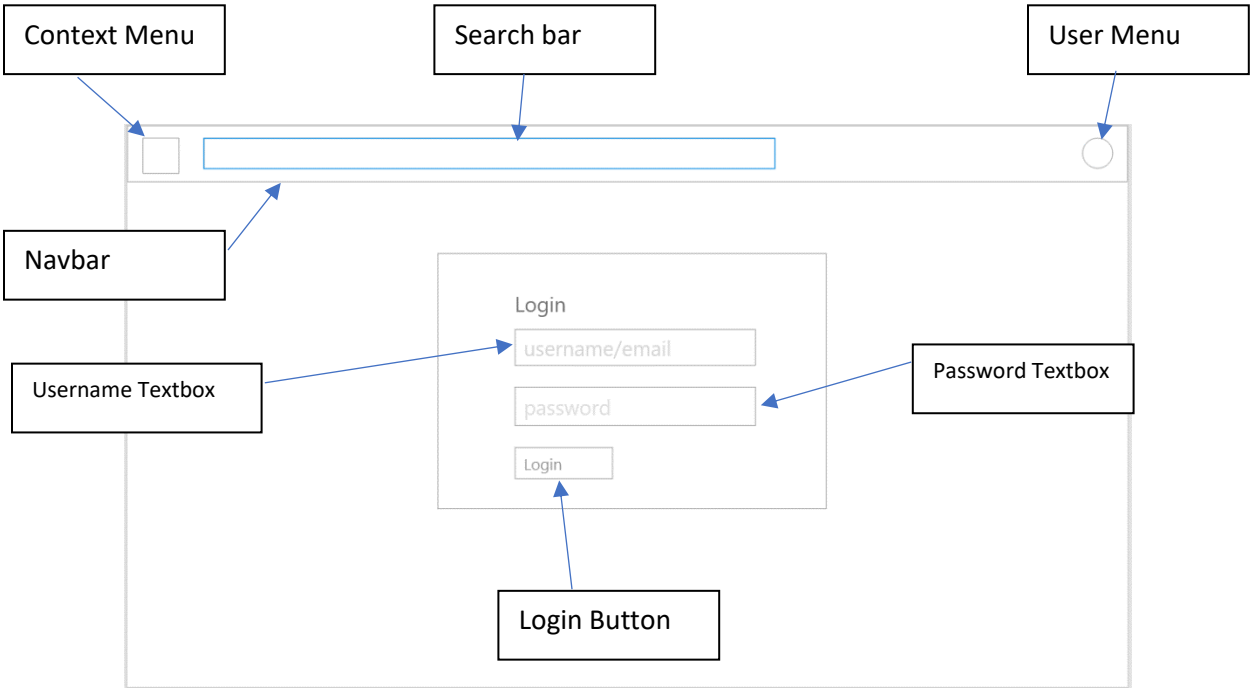 Context Menu
Search bar
User Menu
Navbar
Login
username/email
Username Textbox
Password Textbox
password
Login
Login Button